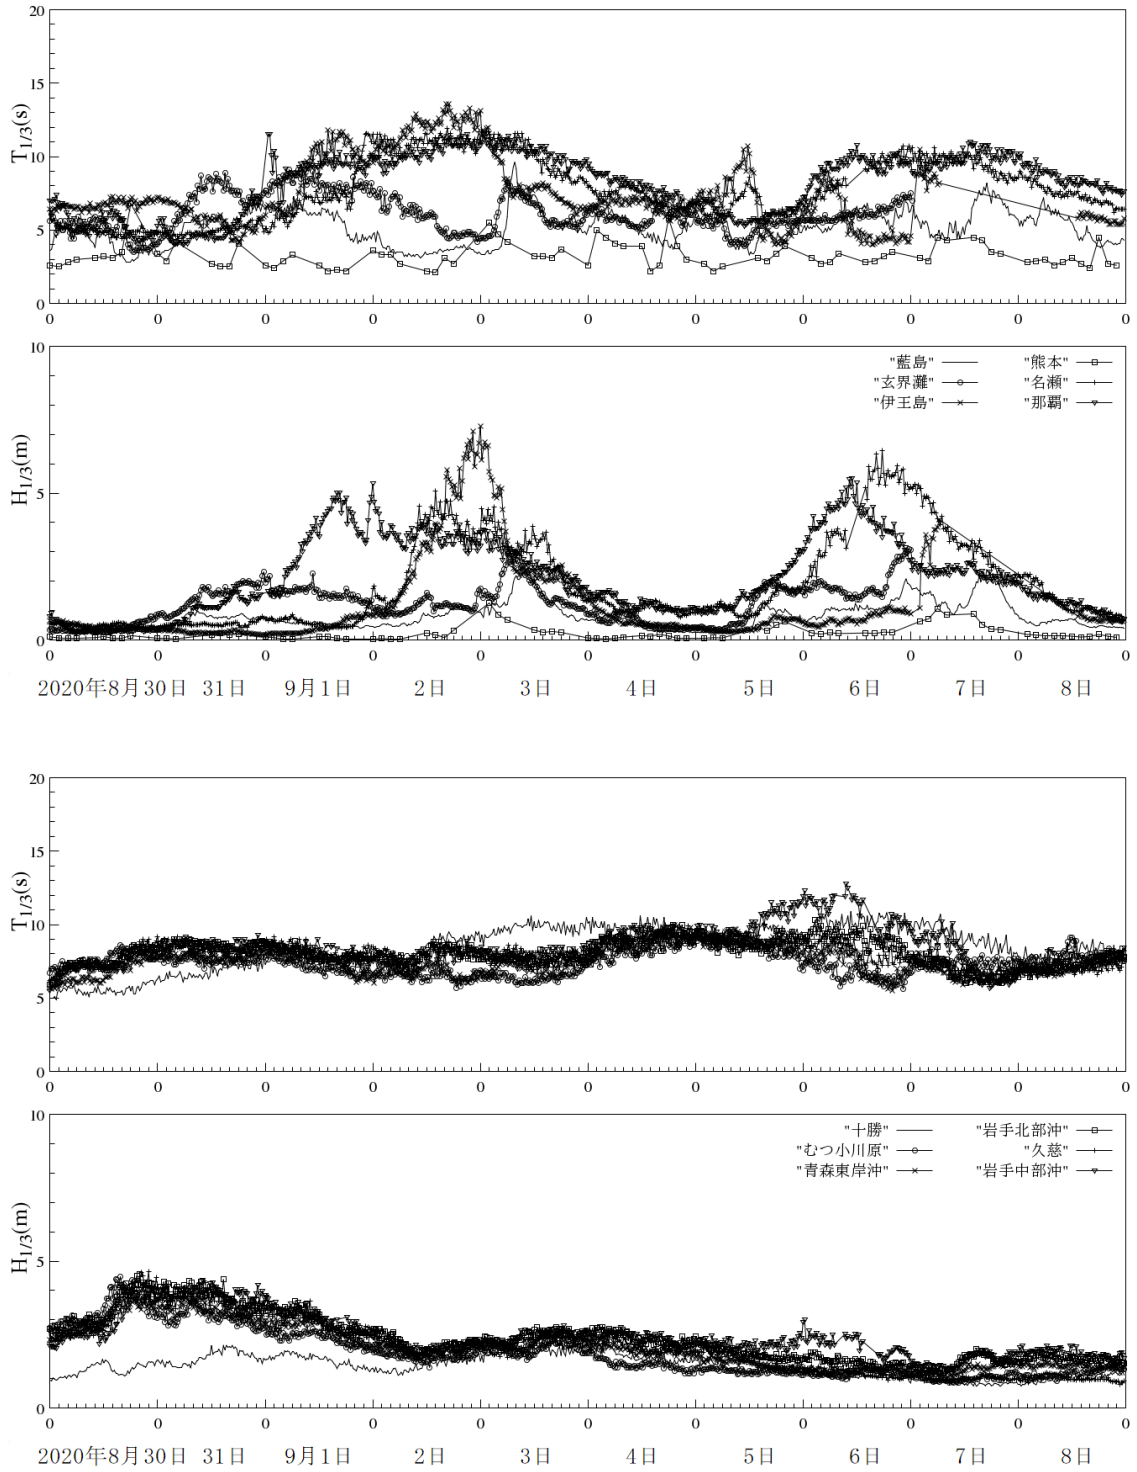 20
15
10
5
0
T1/3(s)
0 0 0 0 0 0 0 0 0 0 0
10
5
0
H1/3(m)
"藍島" "熊本"
"玄界灘" "名瀬"
"伊王島" "那覇"
0 0 0 0 0 0 0 0 0 0 0
2020年8月30日 31日 9月1日 2日 3日 4日 5日 6日 7日 8日
20
15
10
5
0
T1/3(s)
0 0 0 0 0 0 0 0 0 0 0
10
5
0
H1/3(m)
"十勝" "岩手北部沖"
"むつ小川原" "久慈"
"青森東岸沖" "岩手中部沖"
0 0 0 0 0 0 0 0 0 0 0
2020年8月30日 31日 9月1日 2日 3日 4日 5日 6日 7日 8日